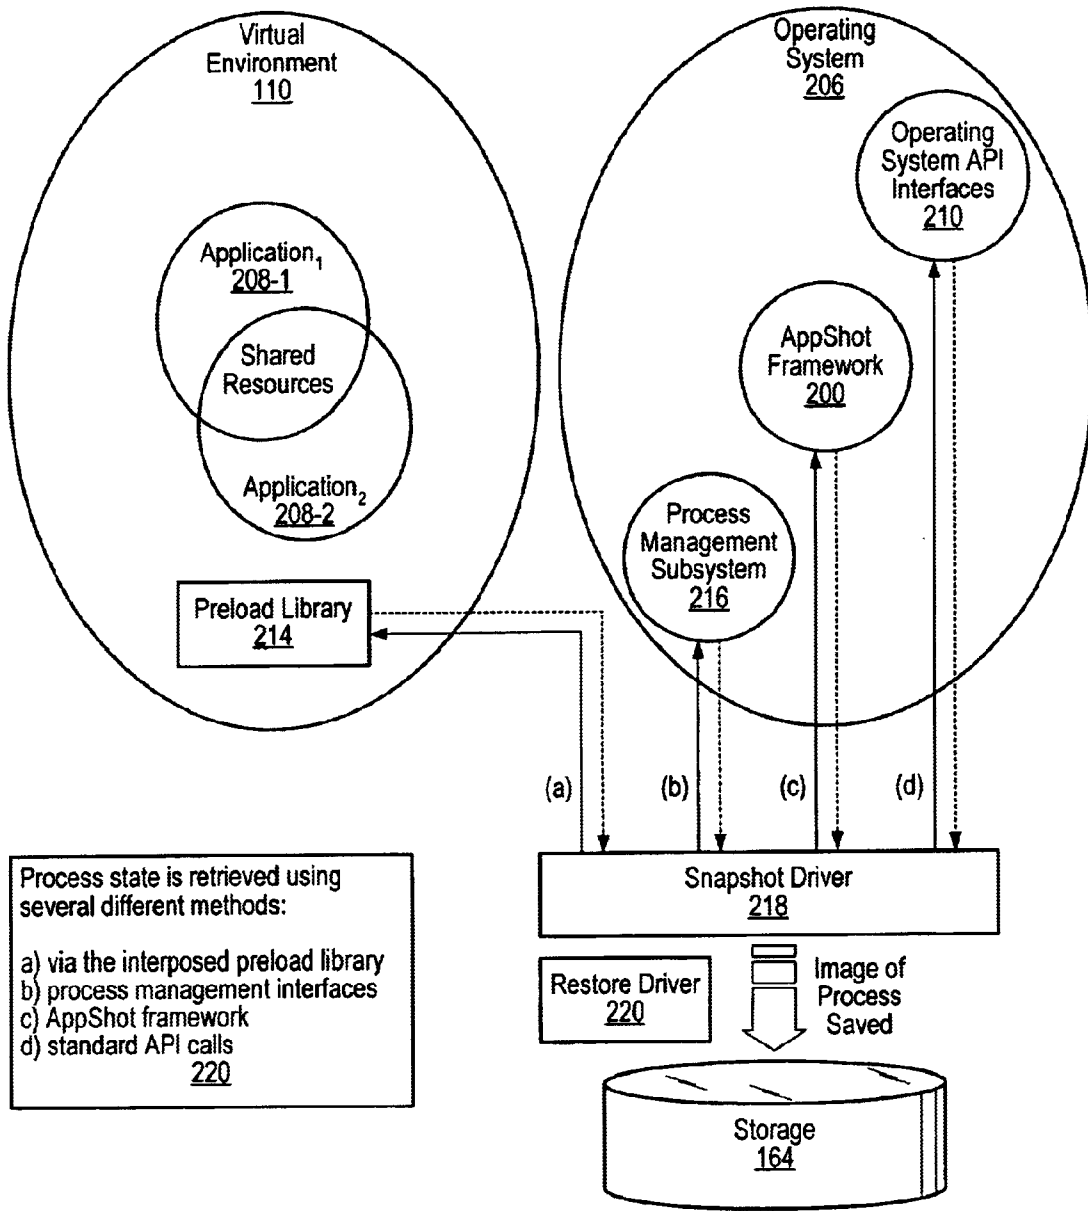 Virtual
Environment
110
Operating
System
206
Operating
System API
Interfaces
210
Application1
208-1
Shared
Resources
Application2
208-2
AppShot
Framework
200
Process
Management
Subsystem
216
Preload Library
214
(a)
(b)
(c)
(d)
Process state is retrieved using
several different methods:
a) via the interposed preload library
b) process management interfaces
c) AppShot framework
d) standard API calls
220
Snapshot Driver
218
Restore Driver
220
Image of
Process
Saved
Storage
164